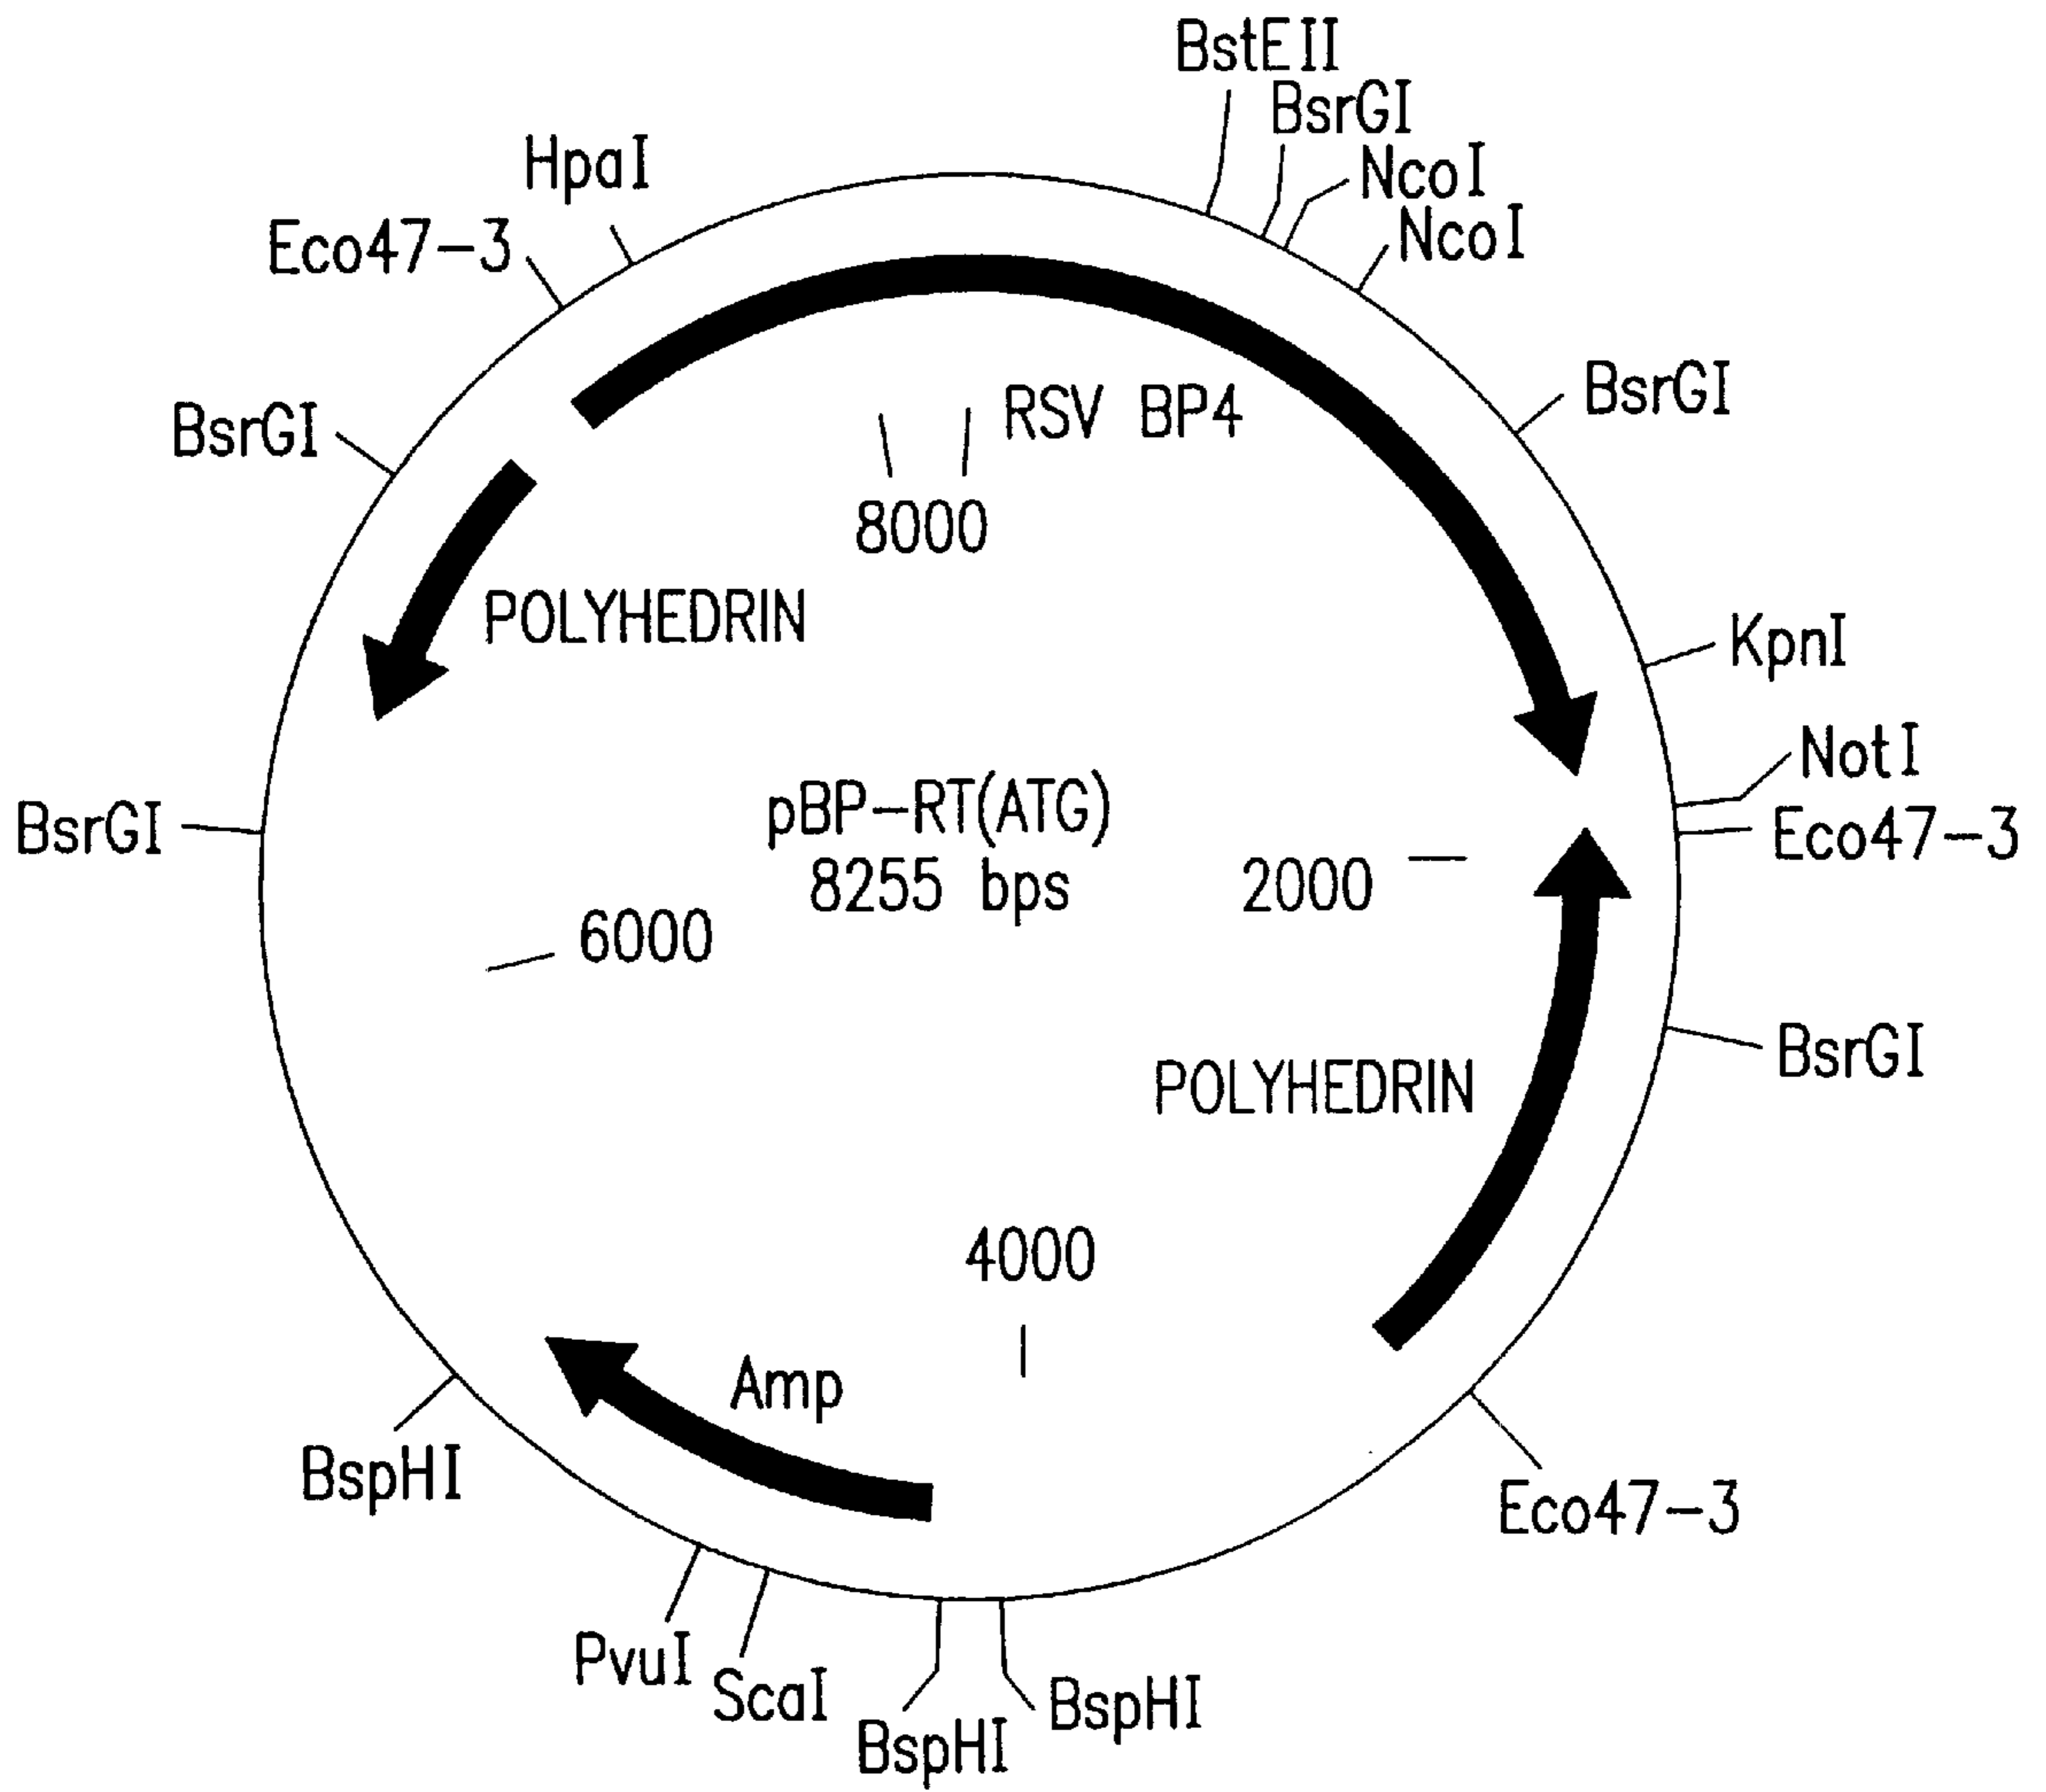 BstEII
BsrGI
NcoI
NcoI
HpaI
Eco47-3
BsrGI
BsrGI
RSV BP4
8000
POLYHEDRIN
KpnI
NotI
Eco47-3
BsrGI
pBP-RT(ATG)
8255 bps
2000
6000
BsrGI
POLYHEDRIN
4000
Amp
BspHI
Eco47-3
PvuI
ScaI
BspHI
BspHI